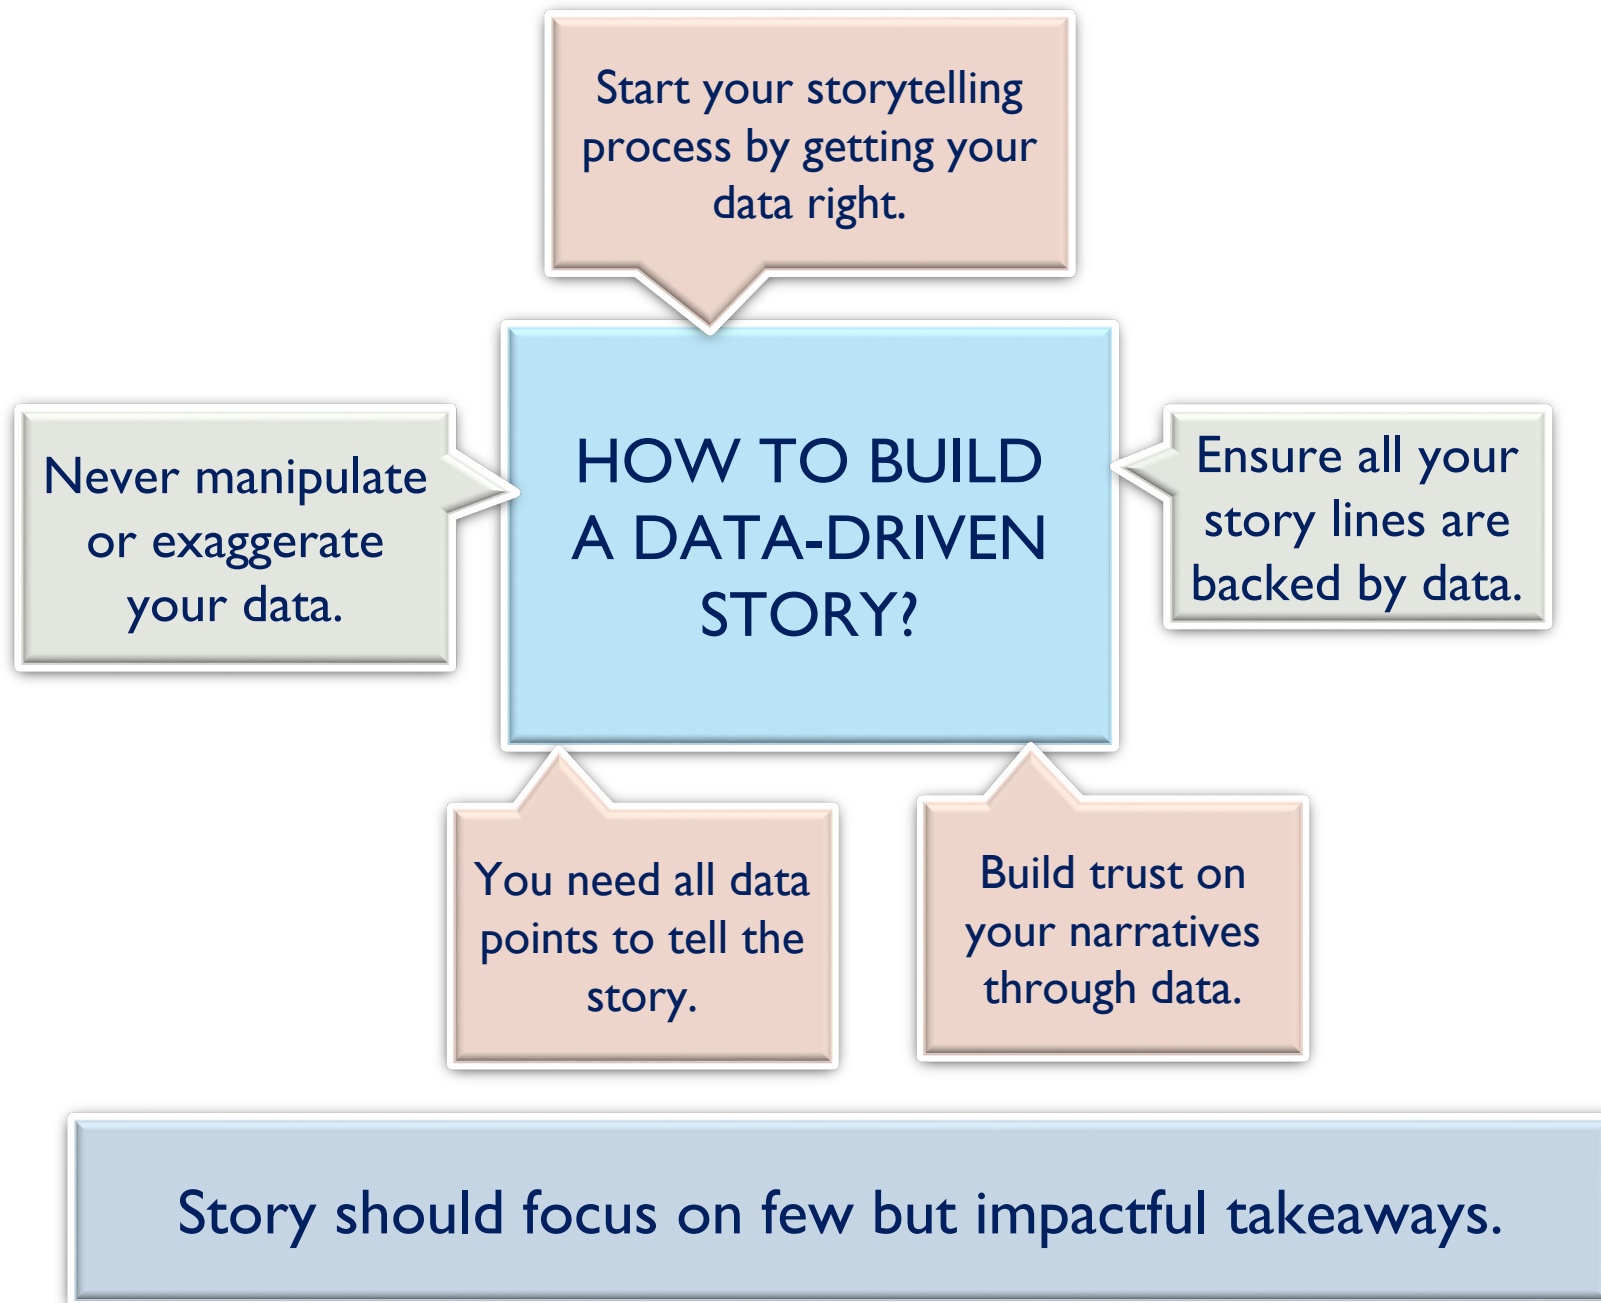 Start your storytelling
process by getting your
data right.
Never manipulate
or exaggerate
your data.
HOW TO BUILD
A DATA-DRIVEN
STORY?
Ensure all your
story lines are
backed by data.
You need all data
points to tell the
story.
Build trust on
your narratives
through data.
Story should focus on few but impactful takeaways.